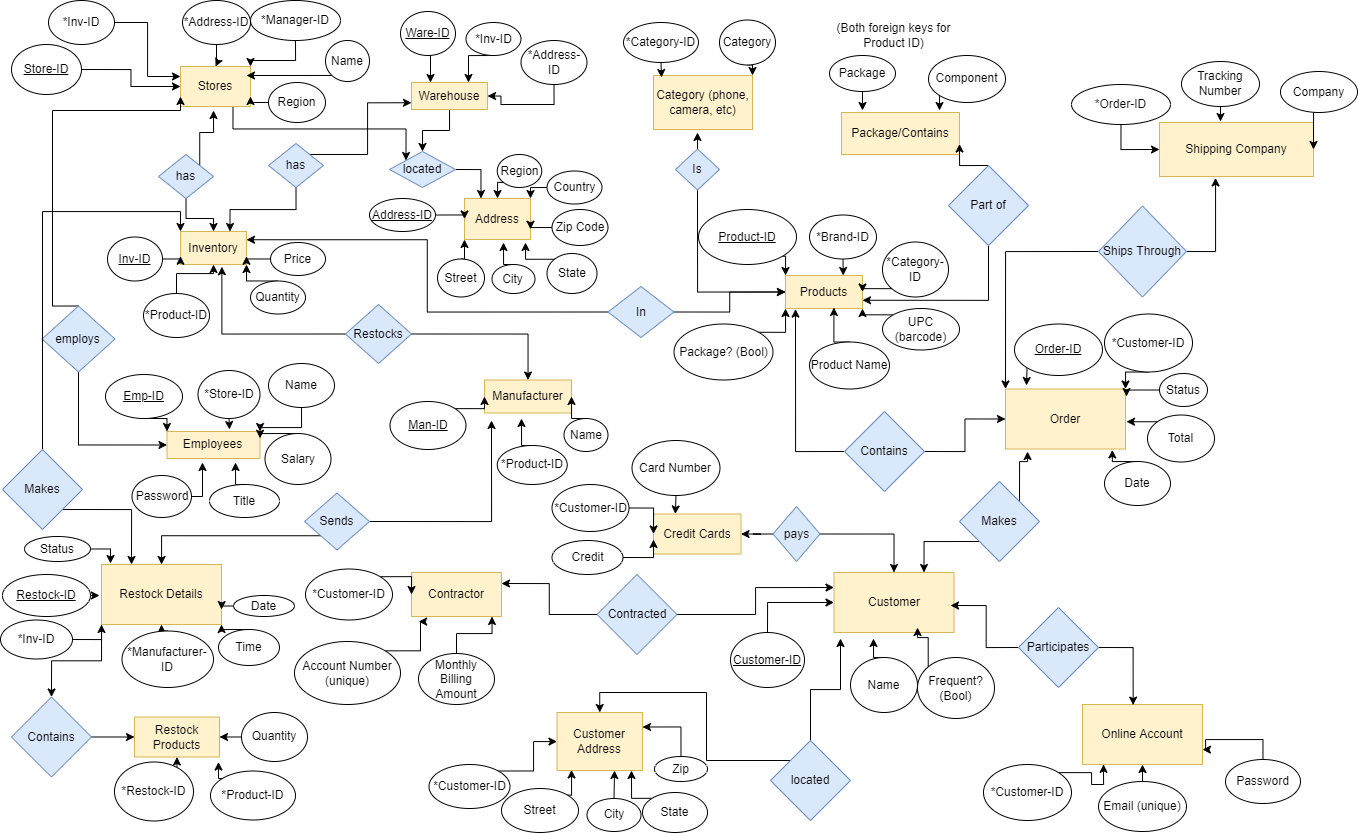 *Inv-ID
*Address-ID
*Manager-ID
Store-ID
Name
Stores
Region
Ware-ID
*Inv-ID
*Address-
ID
Warehouse
*Category-ID
Category
Category (phone,
camera, etc)
(Both foreign keys for
Product ID)
Package
Component
Package/Contains
Tracking
Number
*Order-ID
Company
Shipping Company
has
has
located
Is
Part of
Region
Country
Address-ID
Address
Zip Code
Street
City
State
Inv-ID
Inventory
Price
*Product-ID
Quantity
Product-ID
*Brand-ID
*Category-
ID
Products
Package? (Bool)
Product Name
UPC
(barcode)
Ships Through
In
Restocks
employs
Order-ID
*Customer-ID
Status
Order
Total
Date
Emp-ID
*Store-ID
Name
Employees
Salary
Password
Title
Manufacturer
Man-ID
Name
*Product-ID
Contains
Makes
Makes
Sends
Card Number
*Customer-ID
Credit Cards
Credit
pays
Status
Restock-ID
Restock Details
Date
*Inv-ID
*Manufacturer-
ID
Time
*Customer-ID
Contractor
Account Number
(unique)
Monthly
Billing
Amount
Contracted
Customer
Customer-ID
Name
Frequent?
(Bool)
Participates
Contains
Restock
Products
Quantity
*Restock-ID
*Product-ID
Customer
Address
*Customer-ID
Zip
Street
City
State
located
Online Account
*Customer-ID
Email (unique)
Password